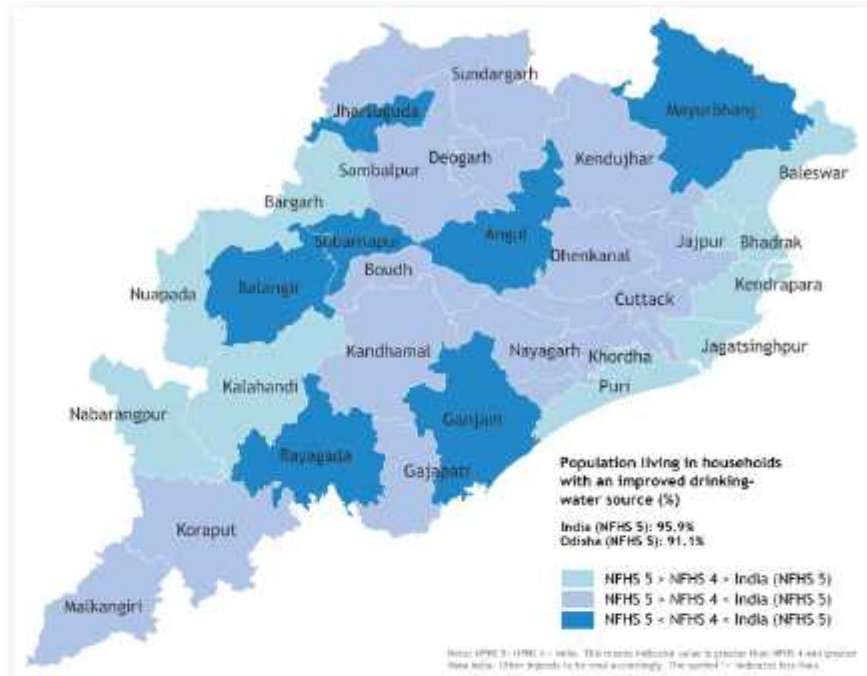 Sundargarh
Jharsuguda
Mayurbhanj
Deogarh
Kendujhar
Sambalpur
Baleswar
Bargarh
Subarnapur
Angul
Jajpur
Bhadrak
Dhenkanal
Boudh
Nuapada
Balangir
Kendrapara
Cuttack
Kandhamal
Nayagarh
Khordha
Jagatsinghpur
Kalahandi
Puri
Nabarangpur
Ganjam
Rayagada
Gajapati
Koraput
Malkangiri
Population living in households
with an improved drinking-
water source (%)
India (NFHS 5): 95.9%
Odisha (NFHS 5): 91.1%
NFHS 5 > NFHS 4 > India (NFHS 5)
NFHS 5 > NFHS 4 < India (NFHS 5)
NFHS 5 < NFHS 4 < India (NFHS 5)